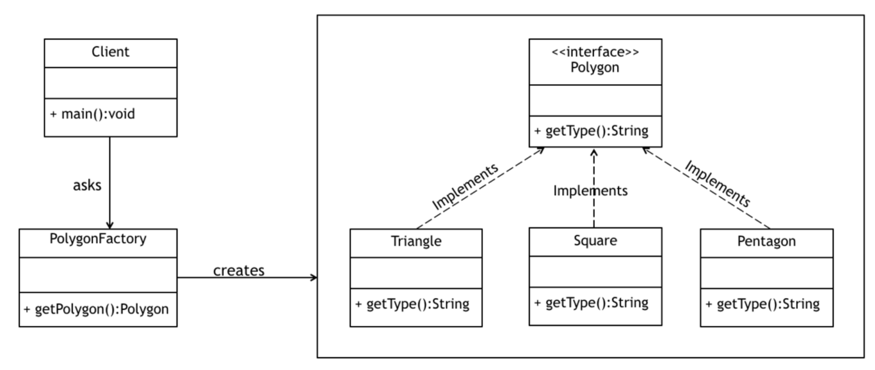 Client
+ main():void
asks
PolygonFactory
+ getPolygon():Polygon
creates
<<interface>>
Polygon
+ getType():String
Implements
Implements
Implements
Triangle
+ getType():String
Square
+ getType():String
Pentagon
+ getType():String